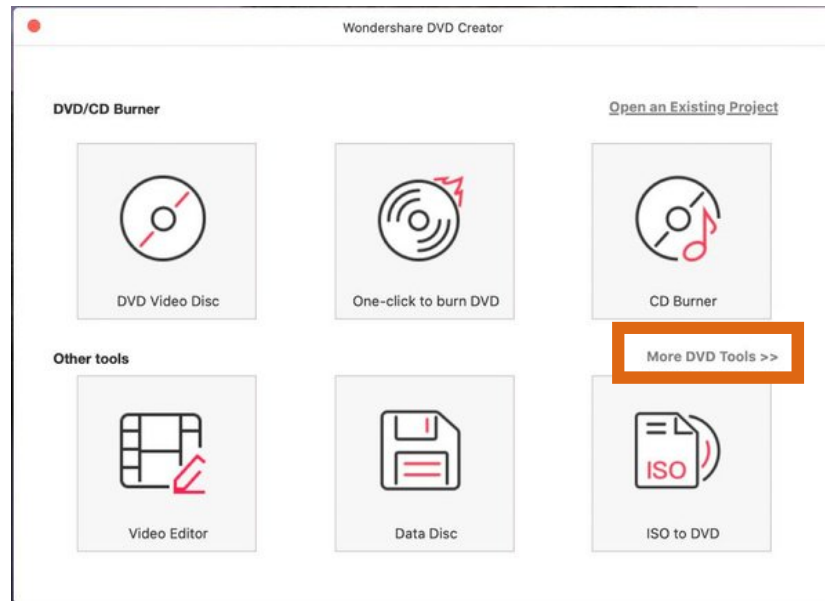 Wondershare DVD Creator
DVD/CD Burner
Open an Existing Project
DVD Video Disc
One-click to burn DVD
CD Burner
Other tools
More DVD Tools >>
ISO
Video Editor
Data Disc
ISO to DVD